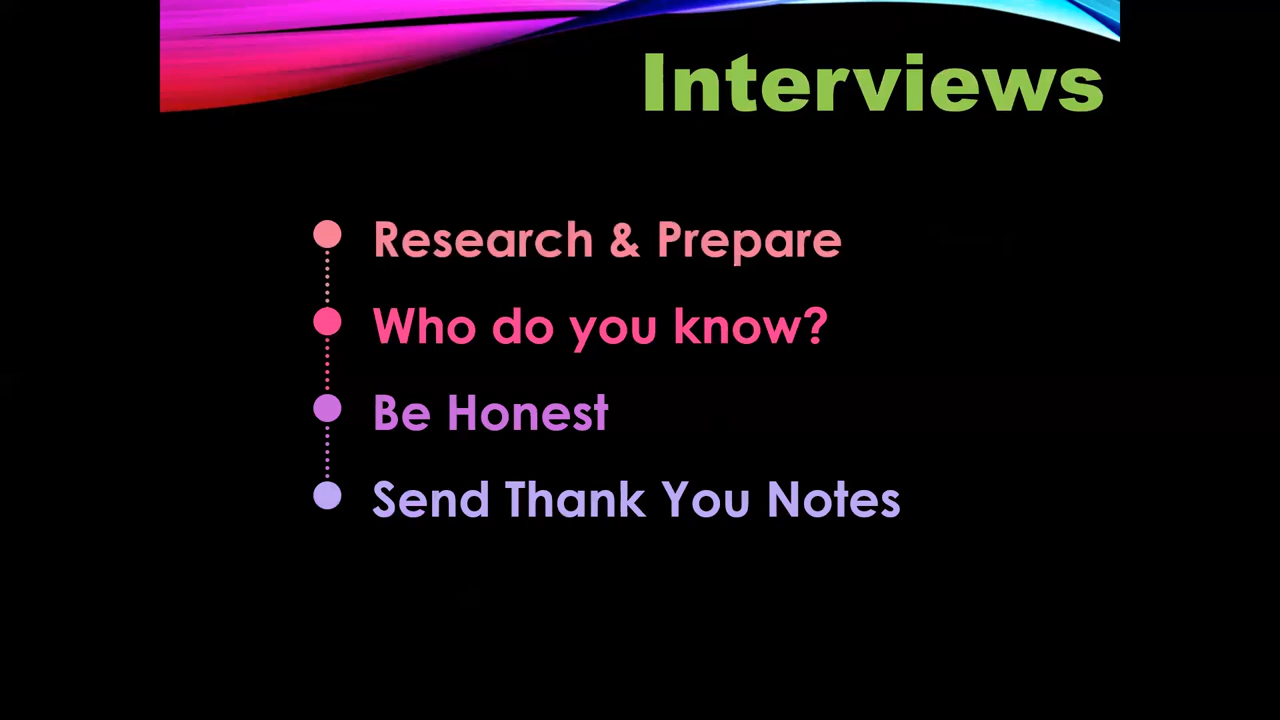 Interviews
Research & Prepare
Who do you know?
Be Honest
Send Thank You Notes